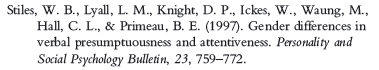 Stiles, W. B., Lyall, L. M., Knight, D. P., Ickes, W., Waung, M.,
Hall, C. L., & Primeau, B. E. (1997). Gender differences in
verbal presumptuousness and attentiveness. Personality and
Social Psychology Bulletin, 23, 759–772.